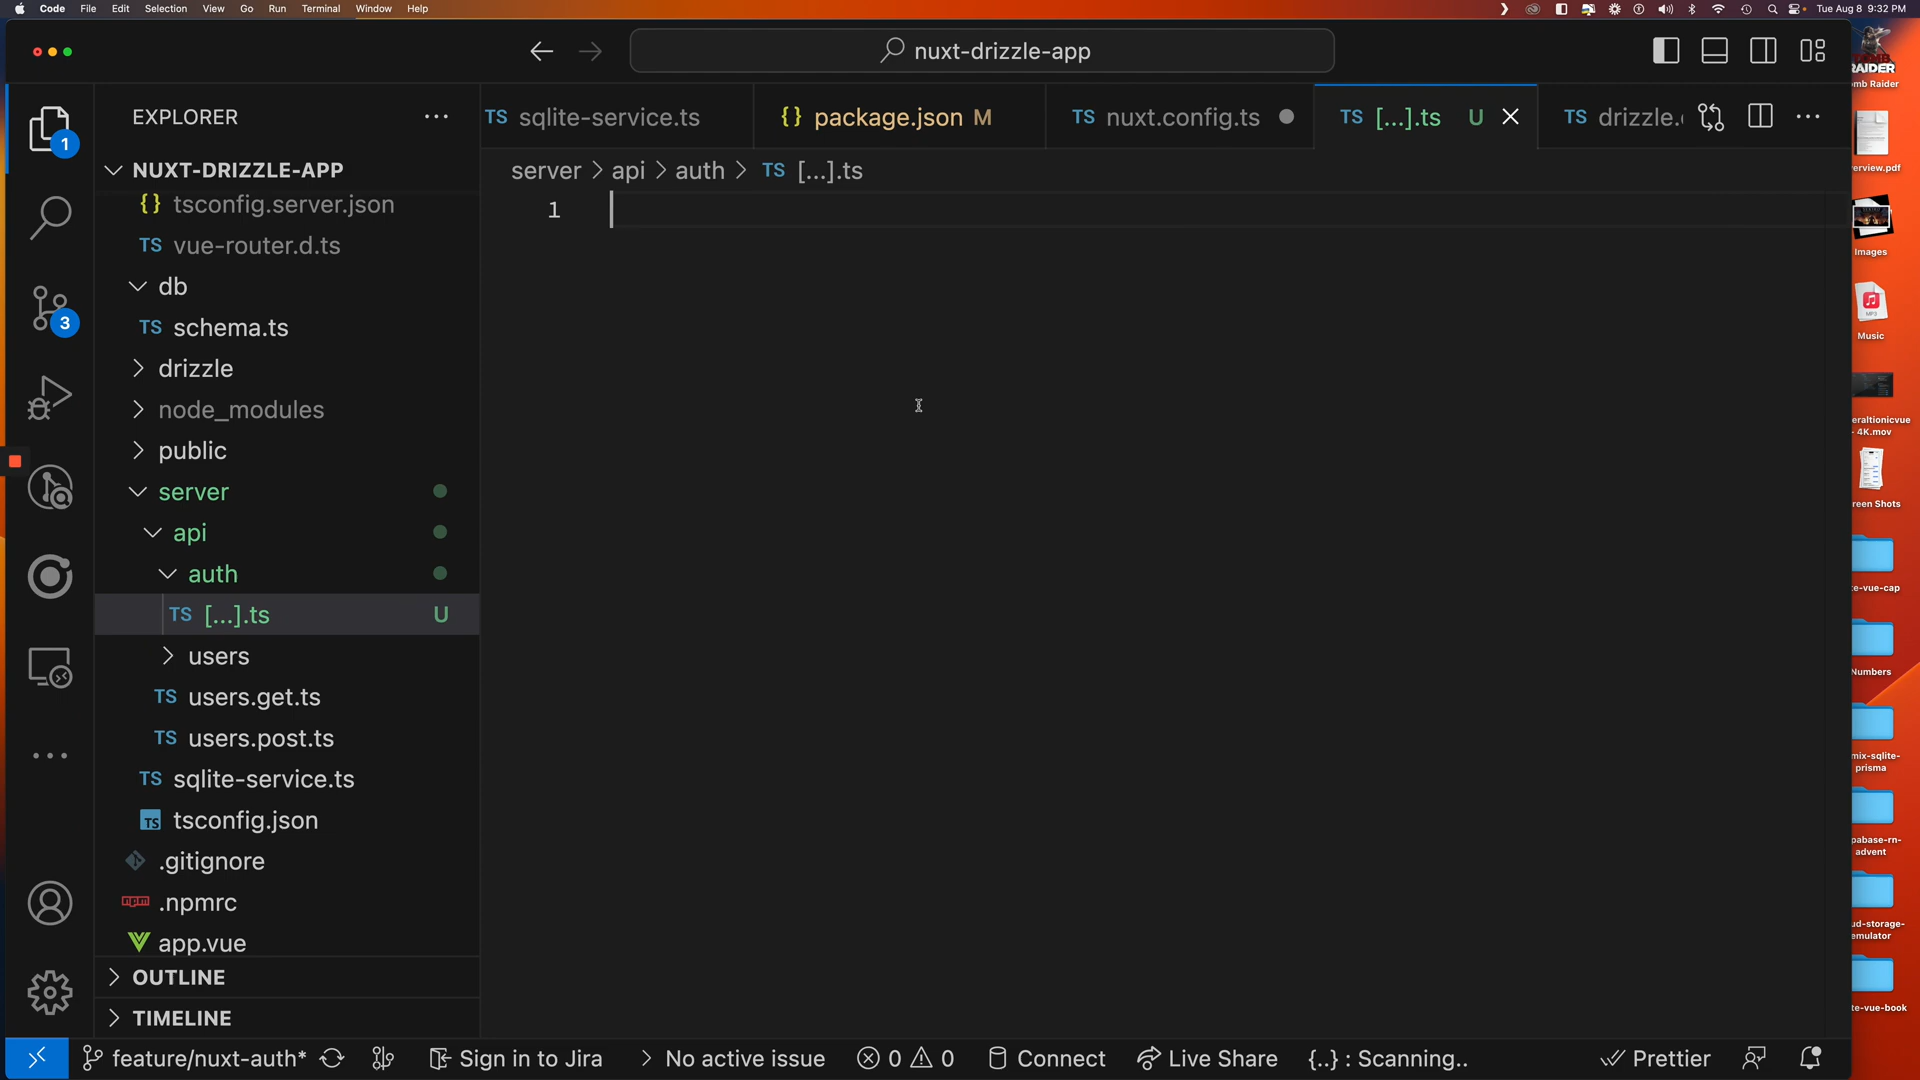 Code File Edit Selection View Go Run Terminal Window Help
Tue Aug 8 9:32 PM
nuxt-drizzle-app
EXPLORER
NUXT-DRIZZLE-APP
{} tsconfig.server.json
TS vue-router.d.ts
db
TS schema.ts
drizzle
node_modules
public
server
api
auth
TS [...].ts U
users
TS users.get.ts
TS users.post.ts
TS sqlite-service.ts
TS tsconfig.json
.gitignore
npm .npmrc
app.vue
OUTLINE
TIMELINE
1
3
TS sqlite-service.ts
{} package.json M
TS nuxt.config.ts
TS [...].ts U
TS drizzle.
server > api > auth > TS [...].ts
1
feature/nuxt-auth*
Sign in to Jira
No active issue
0 0
Connect
Live Share
{..} : Scanning..
Prettier
RAIDER
omb Raider
erview.pdf
Images
MP3
Music
eraltionicvue
- 4K.mov
reen Shots
te-vue-cap
Numbers
mix-sqlite-
prisma
pabase-rn-
advent
ud-storage-
emulator
te-vue-book